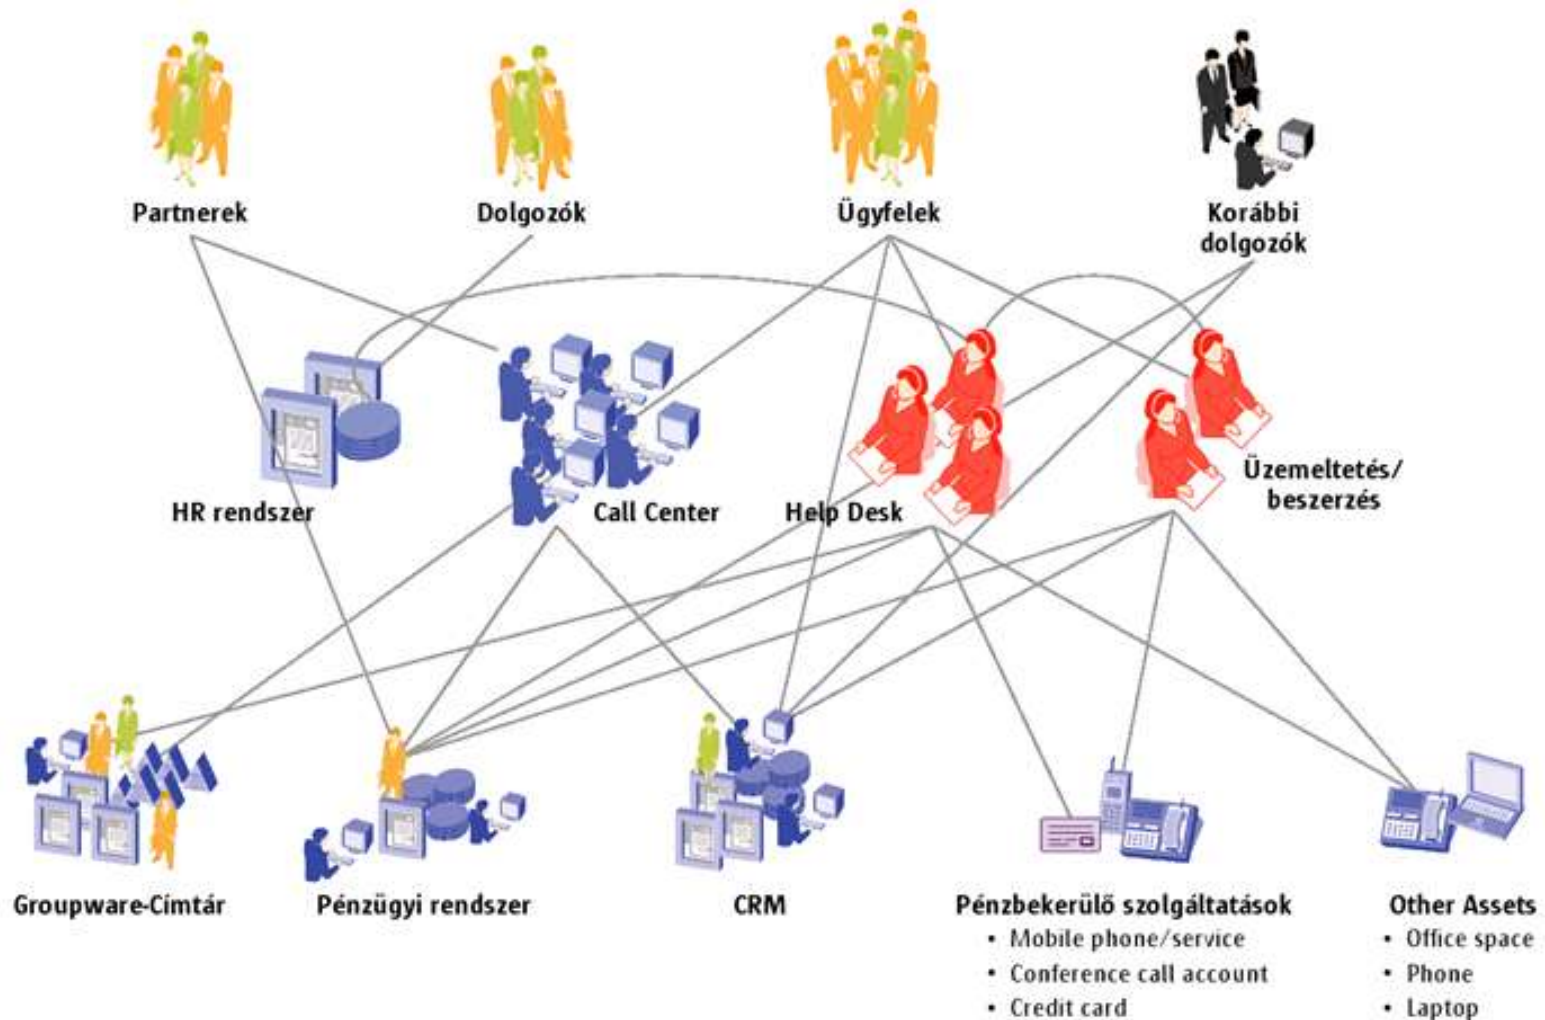 Partnerek
Dolgozók
Ügyfelek
Korábbi
dolgozók
HR rendszer
Call Center
Help Desk
Üzemeltetés/
beszerzés
Groupware-Címtár
Pénzügyi rendszer
CRM
Pénzbekerülő szolgáltatások
• Mobile phone/service
• Conference call account
• Credit card
Other Assets
• Office space
• Phone
• Laptop